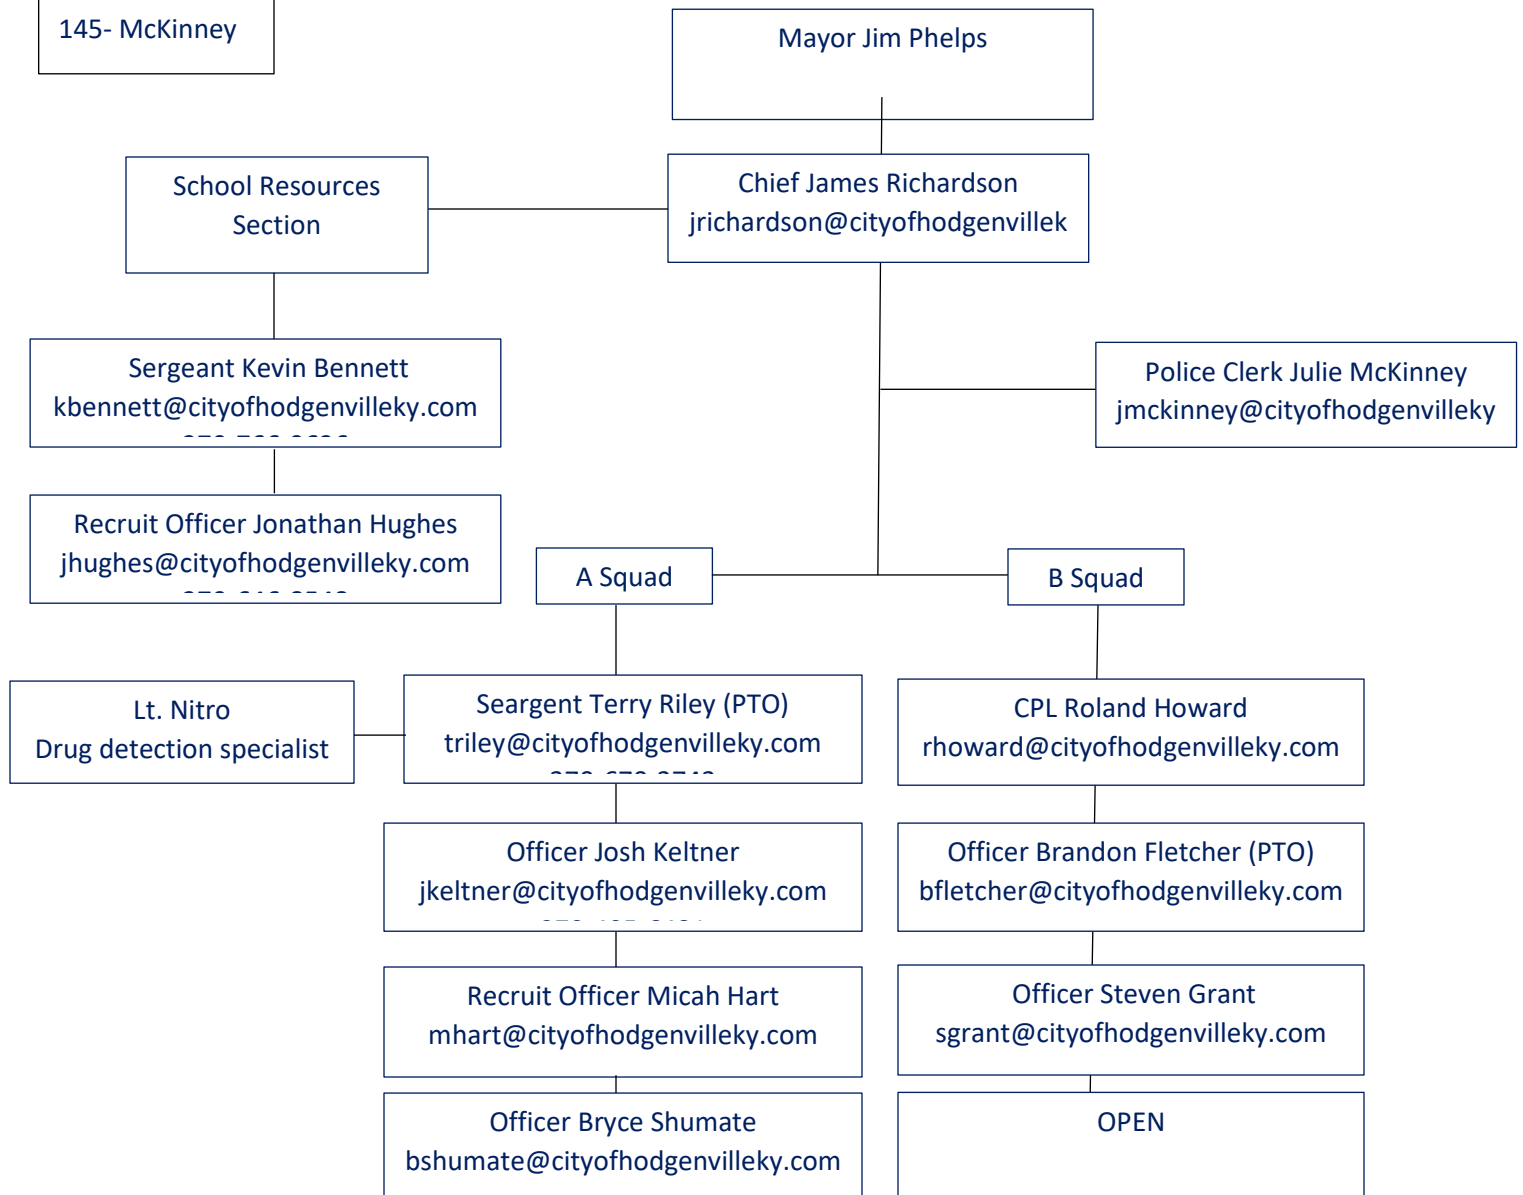 145- McKinney
Mayor Jim Phelps
Chief James Richardson
jrichardson@cityofhodgenvillek
School Resources
Section
Sergeant Kevin Bennett
kbennett@cityofhodgenvilleky.com
Police Clerk Julie McKinney
jmckinney@cityofhodgenvilleky
Recruit Officer Jonathan Hughes
jhughes@cityofhodgenvilleky.com
A Squad
B Squad
Lt. Nitro
Drug detection specialist
Seargent Terry Riley (PTO)
triley@cityofhodgenvilleky.com
CPL Roland Howard
rhoward@cityofhodgenvilleky.com
Officer Josh Keltner
jkeltner@cityofhodgenvilleky.com
Officer Brandon Fletcher (PTO)
bfletcher@cityofhodgenvilleky.com
Recruit Officer Micah Hart
mhart@cityofhodgenvilleky.com
Officer Steven Grant
sgrant@cityofhodgenvilleky.com
Officer Bryce Shumate
bshumate@cityofhodgenvilleky.com
OPEN